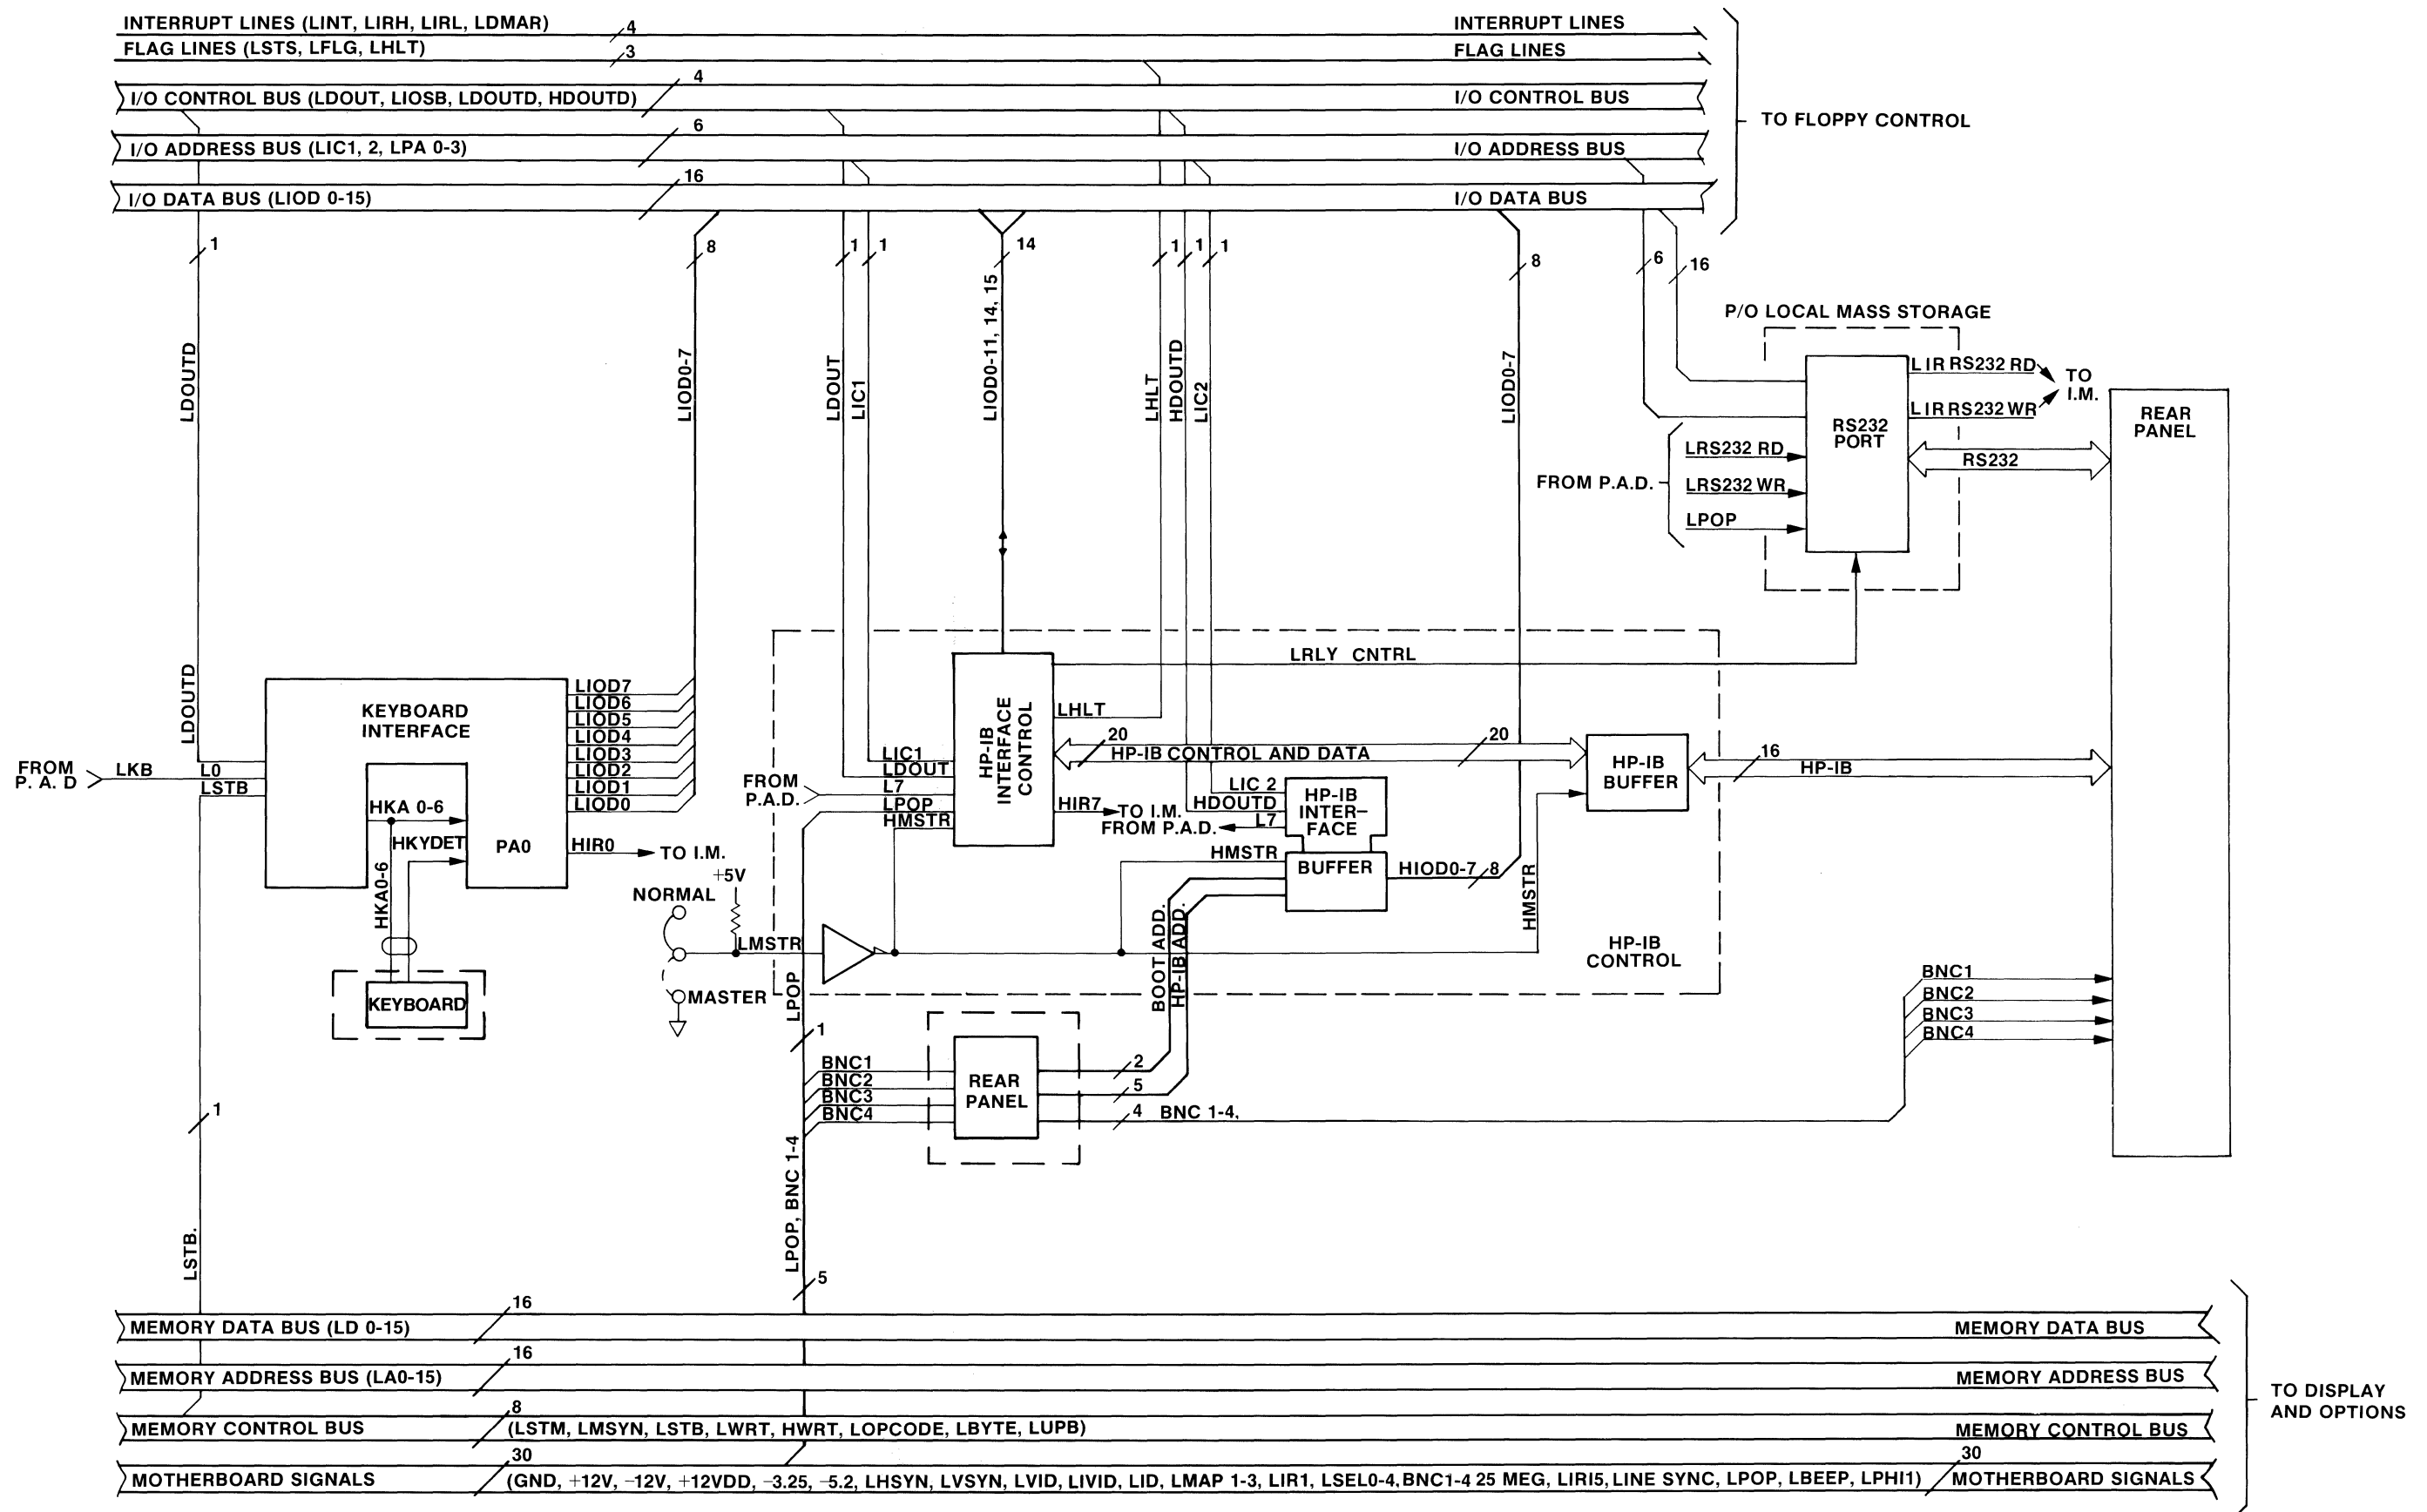 INTERRUPT LINES (LINT, LIRH, LIRL, LDMAR)
4
INTERRUPT LINES
FLAG LINES (LSTS, LFLG, LHLT)
3
FLAG LINES
4
I/O CONTROL BUS (LDOUT, LIOSB, LDOUTD, HDOUTD)
I/O CONTROL BUS
TO FLOPPY CONTROL
6
I/O ADDRESS BUS (LIC1, 2, LPA 0-3)
I/O ADDRESS BUS
16
I/O DATA BUS (LIOD 0-15)
I/O DATA BUS
1
8
1
1
14
1
1
1
8
6
16
LDOUTD
LIOD0-7
LDOUT
LIC1
LIOD0-11, 14, 15
LHLT
HDOUTD
LIC2
LIOD0-7
P/O LOCAL MASS STORAGE
RS232
PORT
LIR RS232 RD
LIR RS232 WR
TO
I.M.
FROM P.A.D.
LRS232 RD
LRS232 WR
LPOP
RS232
REAR
PANEL
LDOUTD
KEYBOARD
INTERFACE
LIOD7
LIOD6
LIOD5
LIOD4
LIOD3
LIOD2
LIOD1
LIOD0
FROM
P. A. D
LKB
L0
LSTB
HKA 0-6
HKYDET
PA0
HIR0
TO I.M.
HKA0-6
KEYBOARD
HP-IB
INTERFACE
CONTROL
LRLY CNTRL
LHLT
LIC1
LDOUT
L7
LPOP
HMSTR
FROM
P.A.D.
20
HP-IB CONTROL AND DATA
20
HP-IB
BUFFER
16
HP-IB
HIR7
TO I.M.
FROM P.A.D.
LIC 2
HDOUTD
L7
HP-IB
INTER-
FACE
HMSTR
BUFFER
HIOD0-7
8
HMSTR
+5V
NORMAL
LMSTR
MASTER
LPOP
BOOT ADD.
HP-IB ADD.
HP-IB
CONTROL
1
BNC1
BNC2
BNC3
BNC4
REAR
PANEL
2
5
4
BNC 1-4,
BNC1
BNC2
BNC3
BNC4
1
LSTB.
LPOP, BNC 1-4
5
16
MEMORY DATA BUS (LD 0-15)
MEMORY DATA BUS
16
MEMORY ADDRESS BUS (LA0-15)
MEMORY ADDRESS BUS
TO DISPLAY
AND OPTIONS
8
MEMORY CONTROL BUS
(LSTM, LMSYN, LSTB, LWRT, HWRT, LOPCODE, LBYTE, LUPB)
MEMORY CONTROL BUS
30
MOTHERBOARD SIGNALS
(GND, +12V, -12V, +12VDD, -3.25, -5.2, LHSYN, LVSYN, LVID, LIVID, LID, LMAP 1-3, LIR1, LSEL0-4, BNC1-4 25 MEG, LIRI5, LINE SYNC, LPOP, LBEEP, LPHI1)
30
MOTHERBOARD SIGNALS